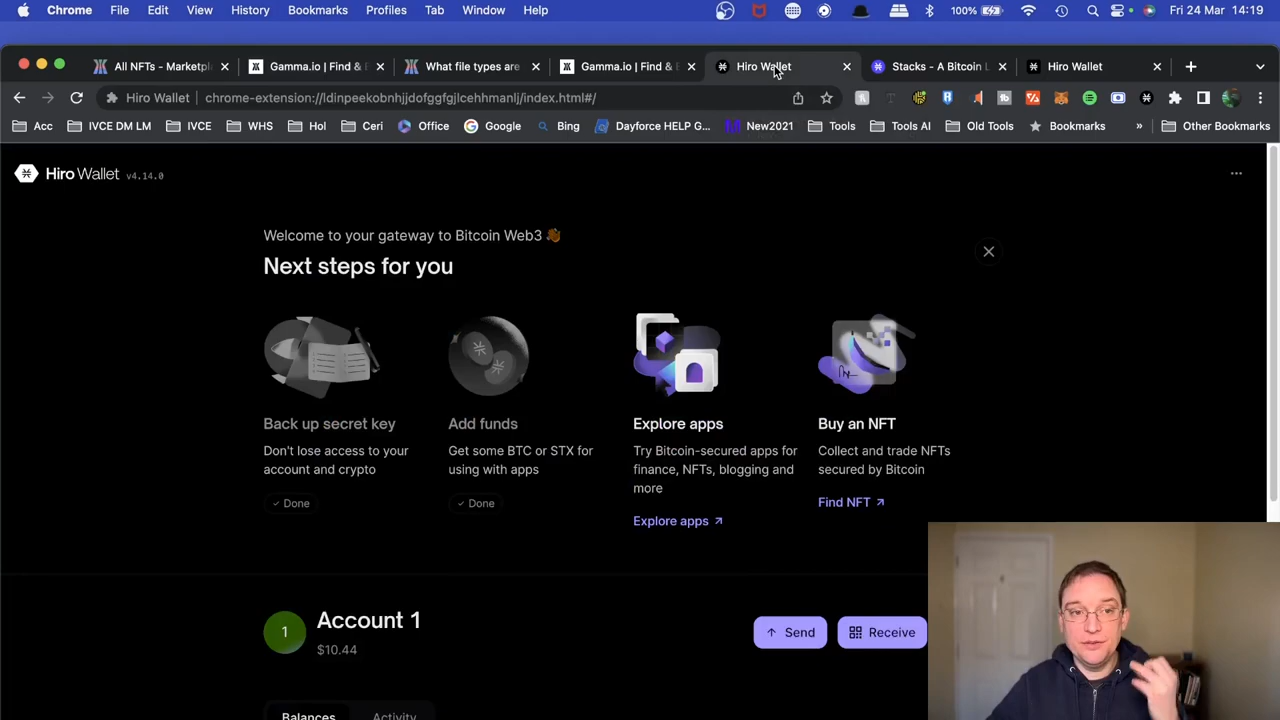 Chrome File Edit View History Bookmarks Profiles Tab Window Help 100% Fri 24 Mar 14:19
All NFTs - Marketpl Gamma.io | Find & E What file types are Gamma.io | Find & E Hiro Wallet Stacks - A Bitcoin L Hiro Wallet
Hiro Wallet chrome-extension://ldinpeekobnhjjdofggfgjlcehhmanlj/index.html#/
Acc IVCE DM LM IVCE WHS Hol Ceri Office Google Bing Dayforce HELP G... New2021 Tools Tools AI Old Tools Bookmarks » Other Bookmarks
Hiro Wallet v4.14.0
Welcome to your gateway to Bitcoin Web3
Next steps for you
Back up secret key
Don't lose access to your
account and crypto
Done
Add funds
Get some BTC or STX for
using with apps
Done
Explore apps
Try Bitcoin-secured apps for
finance, NFTs, blogging and
more
Explore apps
Buy an NFT
Collect and trade NFTs
secured by Bitcoin
Find NFT
1
Account 1
$10.44
Send
Receive
Balances Activity